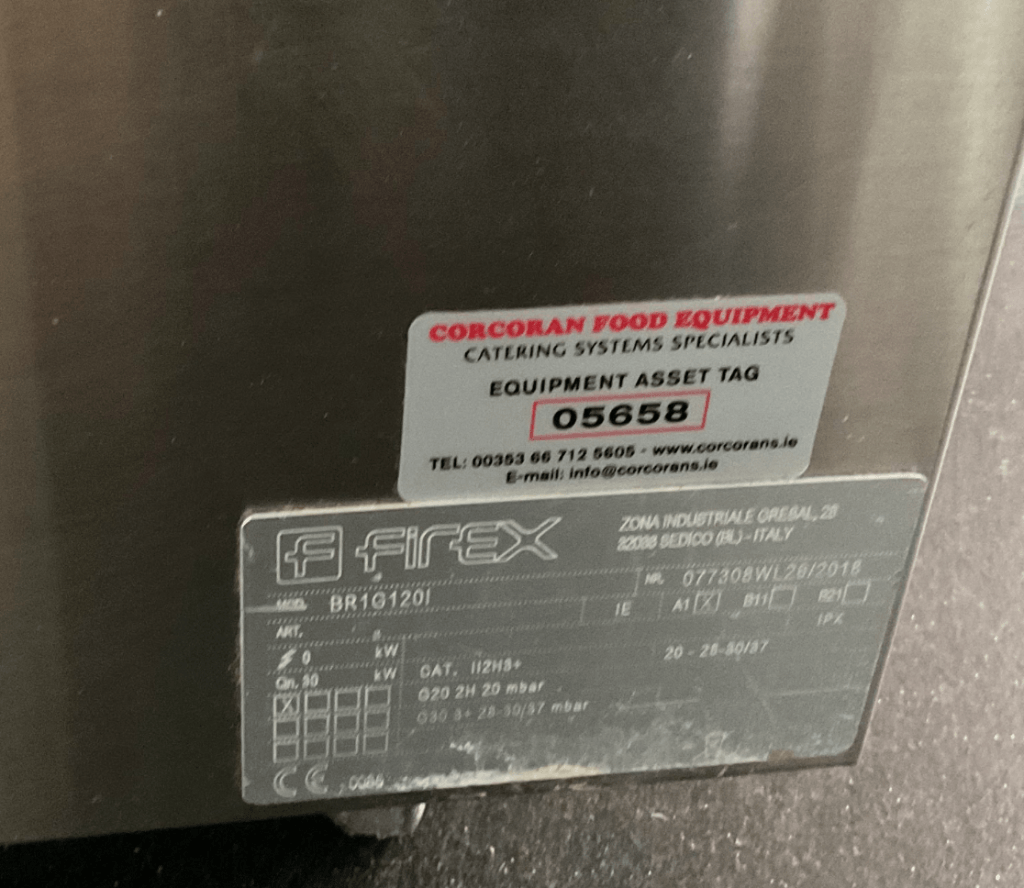 CORCORAN FOOD EQUIPMENT
CATERING SYSTEMS SPECIALISTS
EQUIPMENT ASSET TAG
05658
TEL: 00353 66 712 5605 - www.corcorans.ie
E-mail: info@corcorans.ie
FIREX
ZONA INDUSTRIALE GRESAL, 28
32036 SEDICO (BL) - ITALY
MOD. BR1G120I
NR. 077308WL26/2018
IE A1 X B11 B21
ART. IPX
0 kW
Qn. 30 kW
X
CAT. II2H3+ 20 - 28-30/37
G20 2H 20 mbar
G30 3+ 28-30/37 mbar
CE 0085